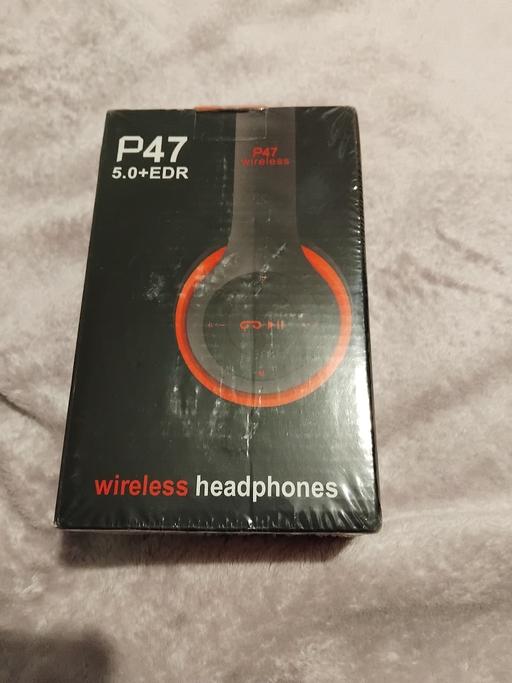 P47
5.0+EDR
P47
wireless
wireless headphones